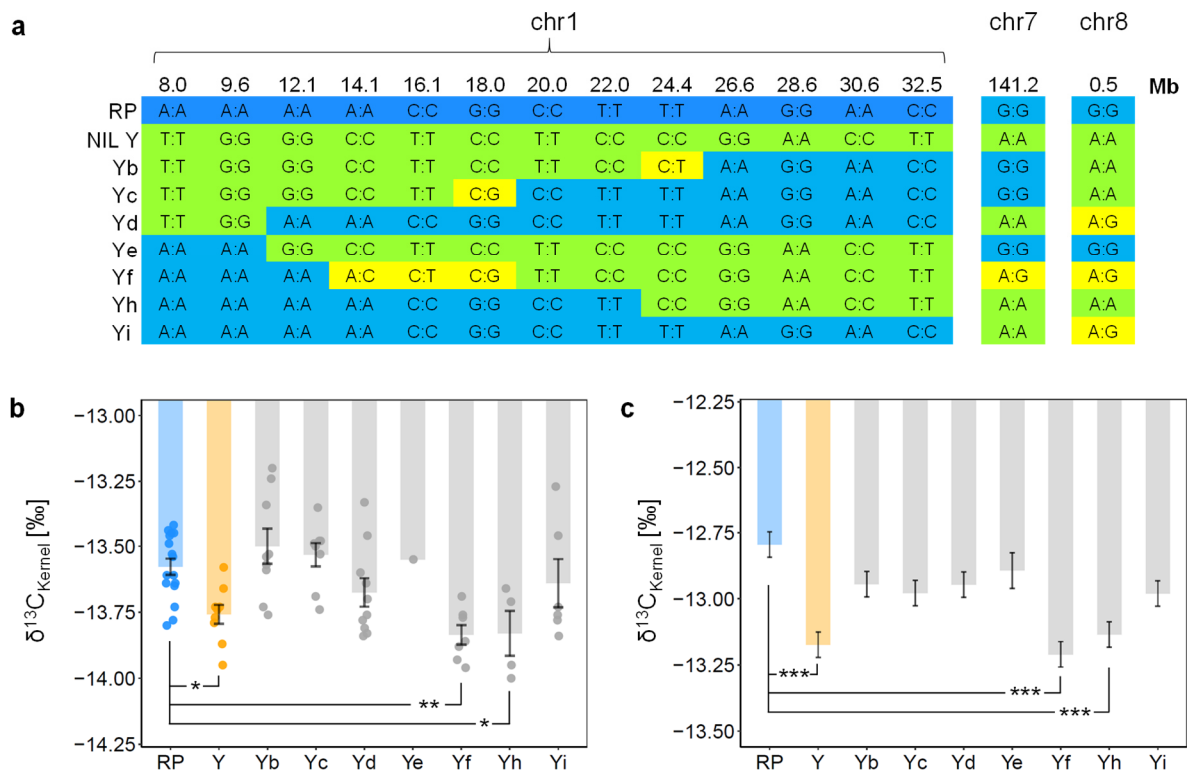 a
chr1 chr7 chr8
8.0 9.6 12.1 14.1 16.1 18.0 20.0 22.0 24.4 26.6 28.6 30.6 32.5 141.2 0.5 Mb
RP A:A A:A A:A A:A C:C G:G C:C T:T T:T A:A G:G A:A C:C G:G G:G
NIL Y T:T G:G G:G C:C T:T C:C T:T C:C C:C G:G A:A C:C T:T A:A A:A
Yb T:T G:G G:G C:C T:T C:C T:T C:C C:T A:A G:G A:A C:C G:G A:A
Yc T:T G:G G:G C:C T:T C:G C:C T:T T:T A:A G:G A:A C:C G:G A:A
Yd T:T G:G A:A A:A C:C G:G C:C T:T T:T A:A G:G A:A C:C A:A A:G
Ye A:A A:A G:G C:C T:T C:C T:T C:C C:C G:G A:A C:C T:T G:G G:G
Yf A:A A:A A:A A:C C:T C:G T:T C:C C:C G:G A:A C:C T:T A:G A:G
Yh A:A A:A A:A A:A C:C G:G C:C T:T C:C G:G A:A C:C T:T A:A A:A
Yi A:A A:A A:A A:A C:C G:G C:C T:T T:T A:A G:G A:A C:C A:A A:G
b
δ¹³C_Kernel [‰]
−13.00
−13.25
−13.50
−13.75
−14.00
−14.25
*
**
*
RP Y Yb Yc Yd Ye Yf Yh Yi
c
δ¹³C_Kernel [‰]
−12.25
−12.50
−12.75
−13.00
−13.25
−13.50
***
***
***
RP Y Yb Yc Yd Ye Yf Yh Yi